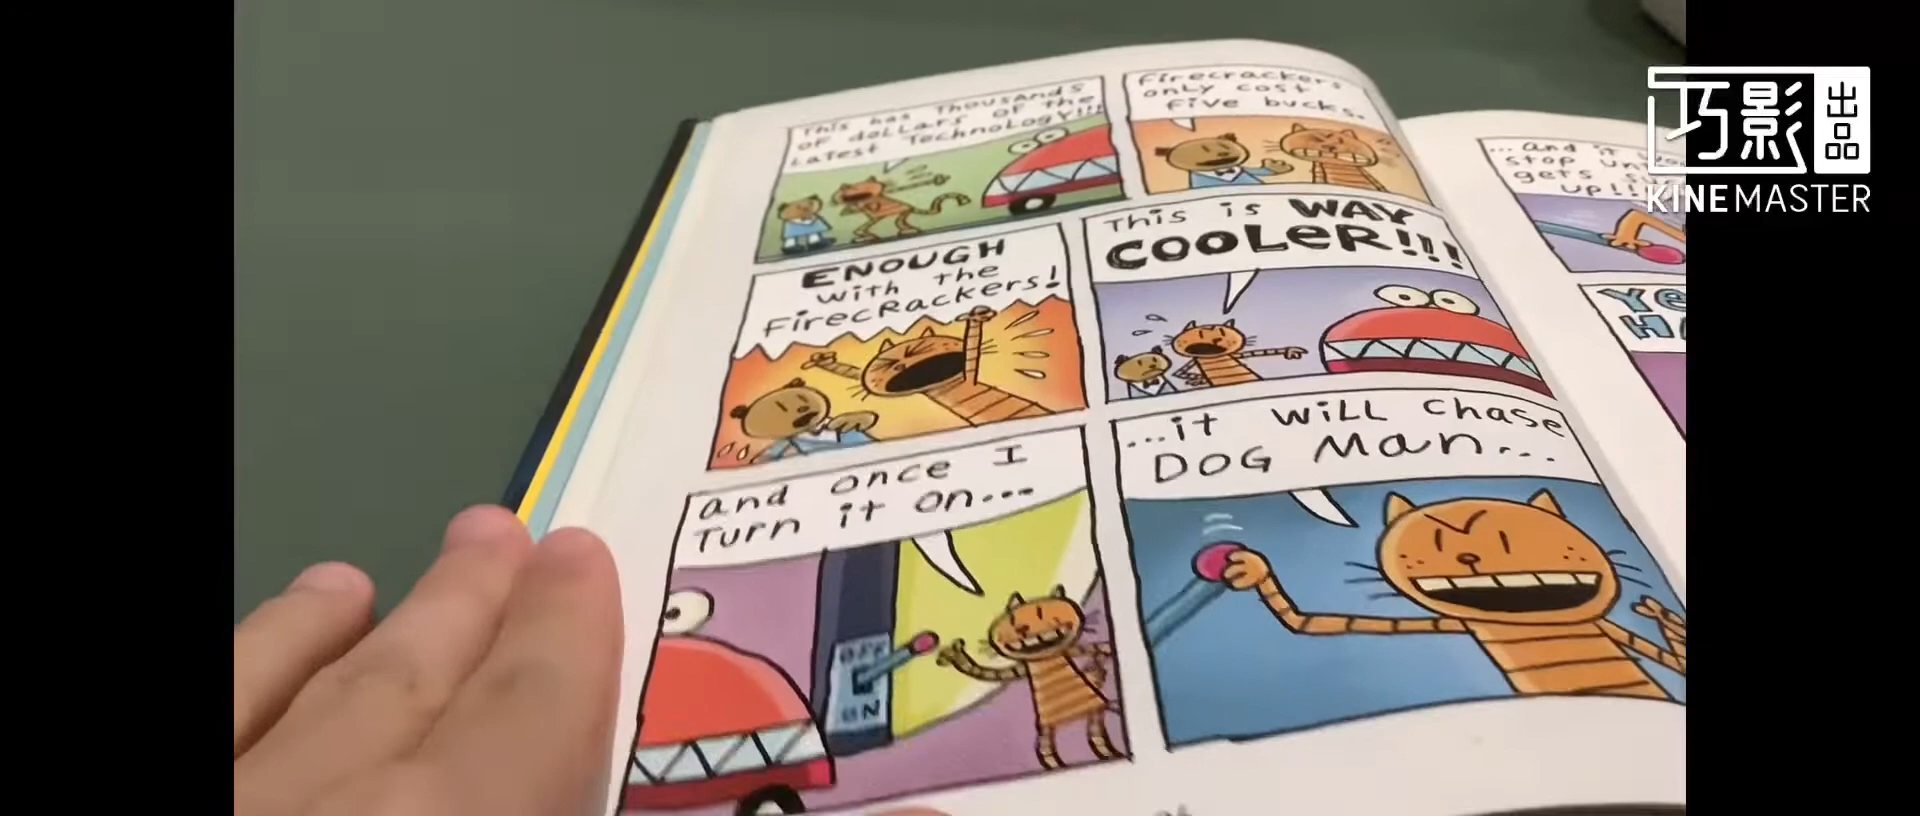 This has Thousands
of dollars of the
Latest Technology!!!
Firecrackers
only cost
five bucks.
ENOUGH
with the
FirecRackers!
This is WAY
COOLeR!!!
and once I
Turn it on...
OFF
ON
...it WiLL chase
DOG Man...
...and it
stop
gets
up!!
巧影
出品
KINEMASTER